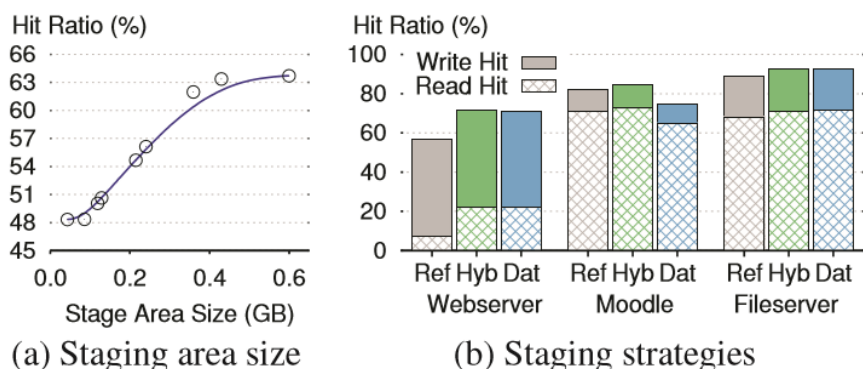 Hit Ratio (%)
66
63
60
57
54
51
48
45
0.0 0.2 0.4 0.6
Stage Area Size (GB)
(a) Staging area size
Hit Ratio (%)
100
80
60
40
20
0
Write Hit
Read Hit
Ref Hyb Dat Ref Hyb Dat Ref Hyb Dat
Webserver Moodle Fileserver
(b) Staging strategies